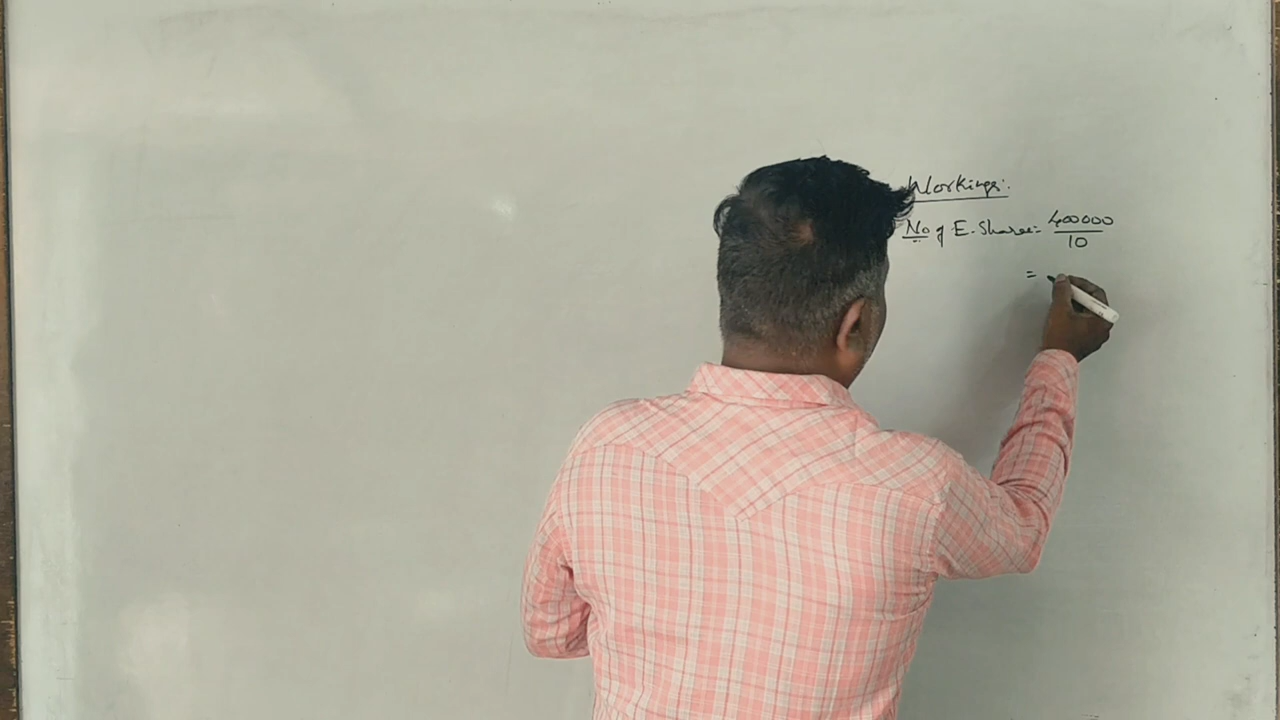 Workings:
No of E. Shares = 400000
10
=